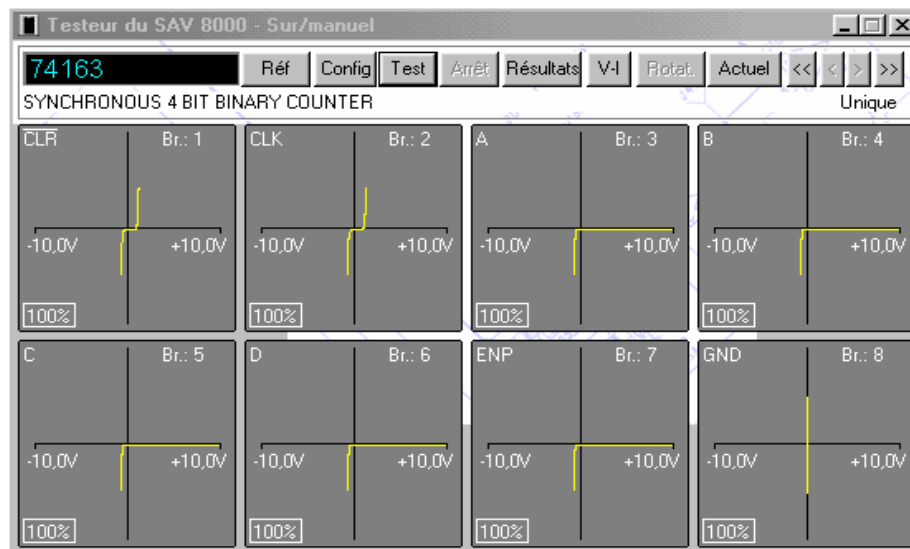 Testeur du SAV 8000 - Sur/manuel
74163 Réf Config Test Arrêt Résultats V-I Rotat. Actuel << < > >>
SYNCHRONOUS 4 BIT BINARY COUNTER Unique
CLR Br.: 1 CLK Br.: 2 A Br.: 3 B Br.: 4
-10,0V +10,0V -10,0V +10,0V -10,0V +10,0V -10,0V +10,0V
100% 100% 100% 100%
C Br.: 5 D Br.: 6 ENP Br.: 7 GND Br.: 8
-10,0V +10,0V -10,0V +10,0V -10,0V +10,0V -10,0V +10,0V
100% 100% 100% 100%